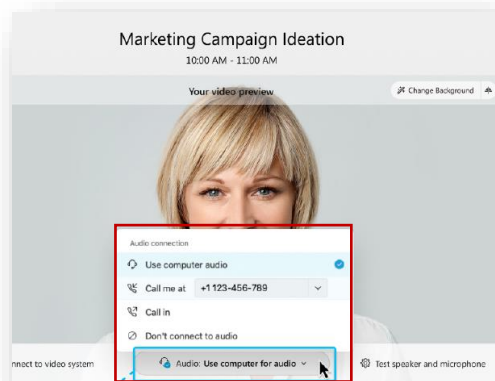 Marketing Campaign Ideation
10:00 AM - 11:00 AM
Your video preview
Change Background
Audio connection
Use computer audio
Call me at +1 123-456-789
Call in
Don't connect to audio
nnect to video system
Audio: Use computer for audio
Test speaker and microphone